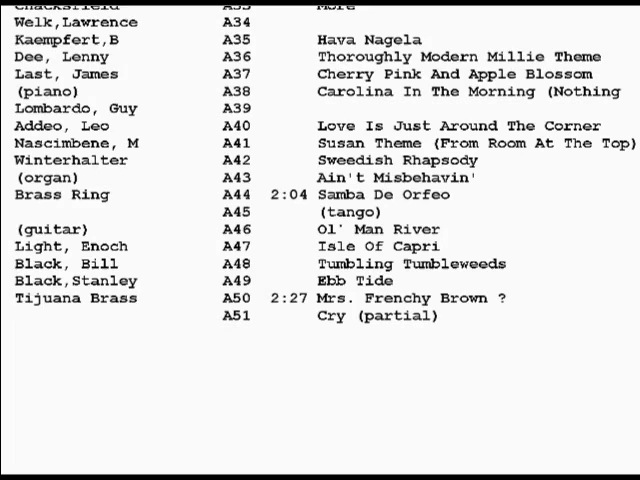 Chacksfield A33 More
Welk,Lawrence A34
Kaempfert,B A35 Hava Nagela
Dee, Lenny A36 Thoroughly Modern Millie Theme
Last, James A37 Cherry Pink And Apple Blossom
(piano) A38 Carolina In The Morning (Nothing
Lombardo, Guy A39
Addeo, Leo A40 Love Is Just Around The Corner
Nascimbene, M A41 Susan Theme (From Room At The Top)
Winterhalter A42 Sweedish Rhapsody
(organ) A43 Ain't Misbehavin'
Brass Ring A44 2:04 Samba De Orfeo
A45 (tango)
(guitar) A46 Ol' Man River
Light, Enoch A47 Isle Of Capri
Black, Bill A48 Tumbling Tumbleweeds
Black,Stanley A49 Ebb Tide
Tijuana Brass A50 2:27 Mrs. Frenchy Brown ?
A51 Cry (partial)